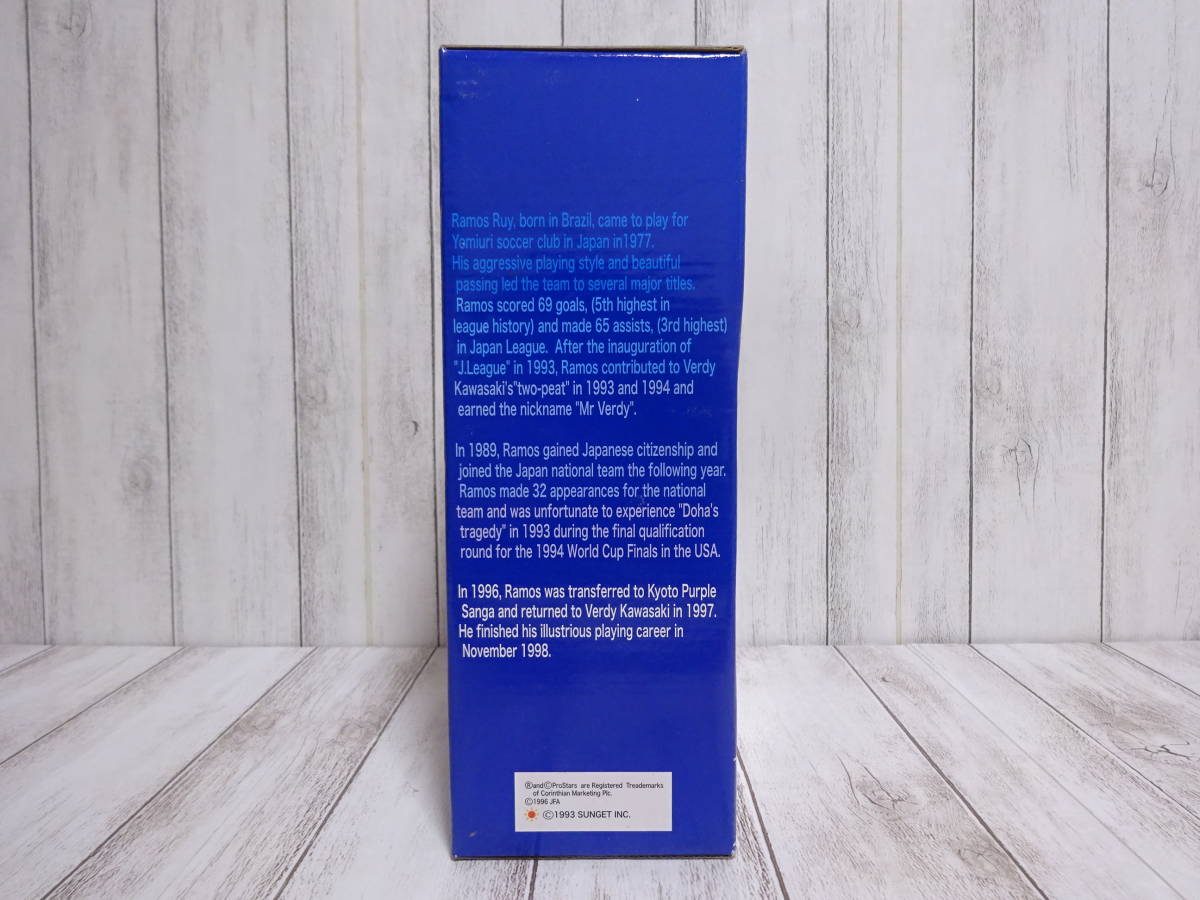 Ramos Ruy, born in Brazil, came to play for
Yomiuri soccer club in Japan in1977.
His aggressive playing style and beautiful
passing led the team to several major titles.
Ramos scored 69 goals, (5th highest in
league history) and made 65 assists, (3rd highest)
in Japan League. After the inauguration of
"J.League" in 1993, Ramos contributed to Verdy
Kawasaki's"two-peat" in 1993 and 1994 and
earned the nickname "Mr Verdy".
In 1989, Ramos gained Japanese citizenship and
joined the Japan national team the following year.
Ramos made 32 appearances for the national
team and was unfortunate to experience "Doha's
tragedy" in 1993 during the final qualification
round for the 1994 World Cup Finals in the USA.
In 1996, Ramos was transferred to Kyoto Purple
Sanga and returned to Verdy Kawasaki in 1997.
He finished his illustrious playing career in
November 1998.
®and©ProStars are Registered Treademarks
of Corinthian Marketing Plc.
©1996 JFA
©1993 SUNGET INC.